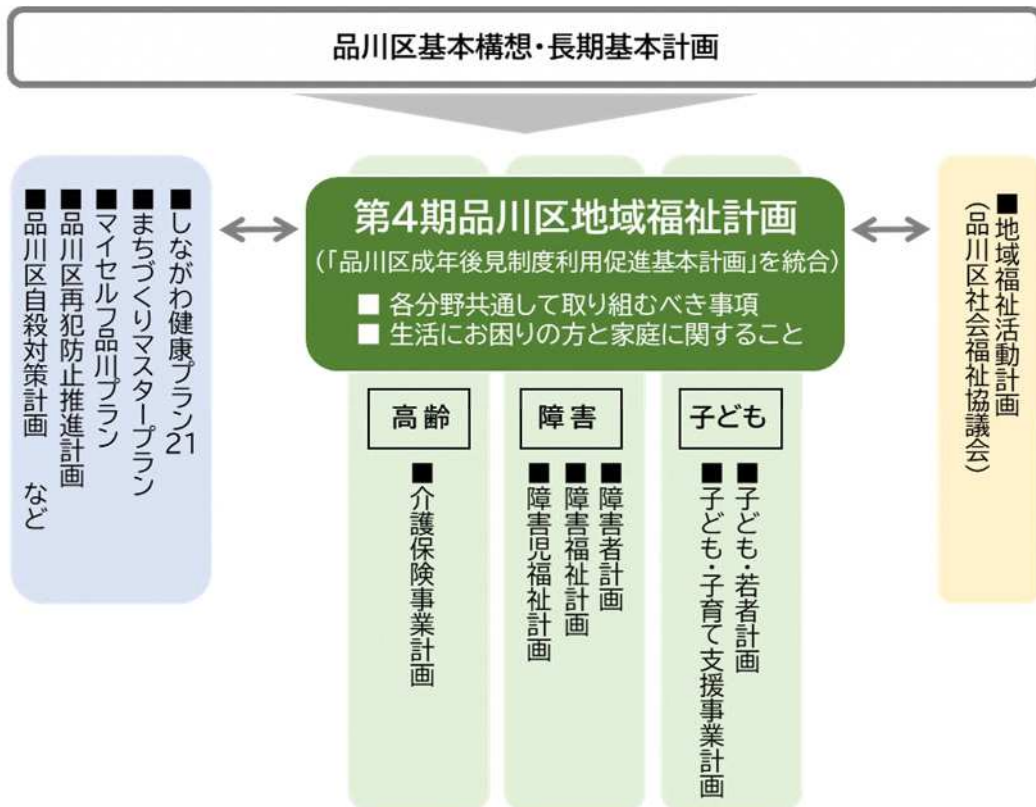 品川区基本構想・長期基本計画
第4期品川区地域福祉計画
(「品川区成年後見制度利用促進基本計画」を統合)
■ 各分野共通して取り組むべき事項
■ 生活にお困りの方と家庭に関すること
■しながわ健康プラン21
■まちづくりマスタープラン
■マイセルフ品川プラン
■品川区再犯防止推進計画
■品川区自殺対策計画 など
高齢
■介護保険事業計画
障害
■障害者計画
■障害福祉計画
■障害児福祉計画
子ども
■子ども・若者計画
■子ども・子育て支援事業計画
■地域福祉活動計画
(品川区社会福祉協議会)